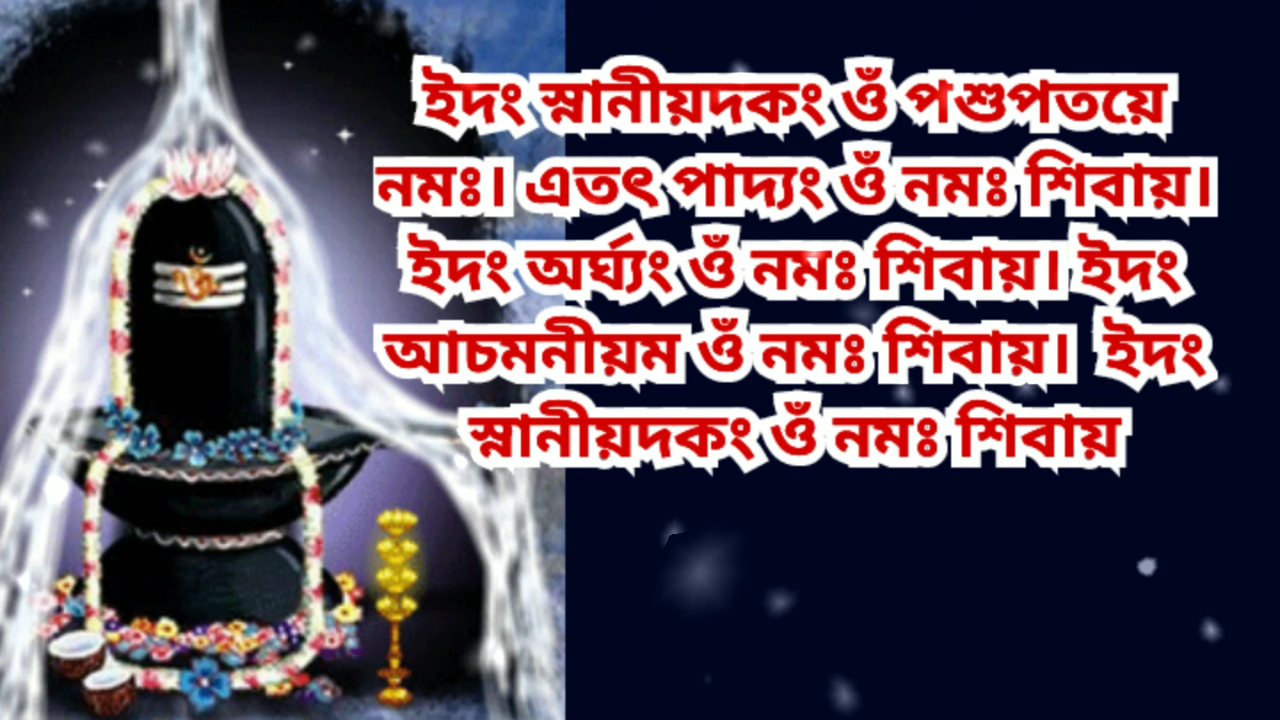 ইদং স্নানীয়দকং ওঁ পশুপতয়ে
নমঃ। এতৎ পাদ্যং ওঁ নমঃ শিবায়।
ইদং অর্ঘ্যং ওঁ নমঃ শিবায়। ইদং
আচমনীয়ম ওঁ নমঃ শিবায়। ইদং
স্নানীয়দকং ওঁ নমঃ শিবায়